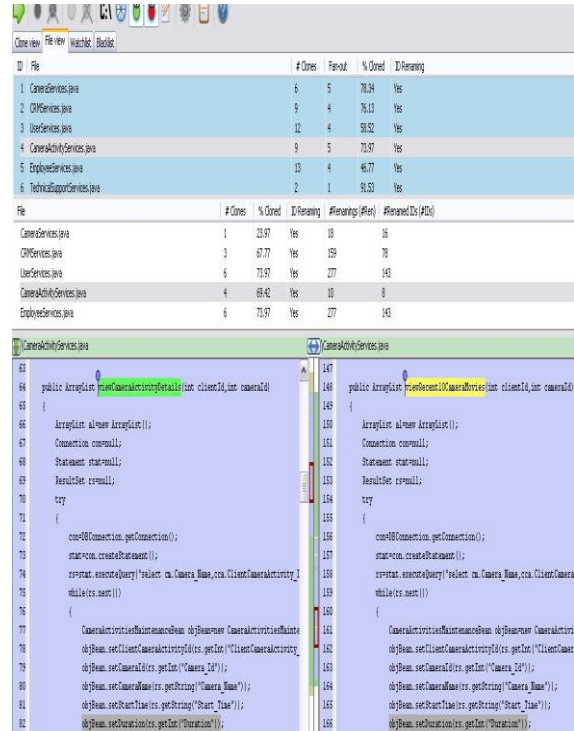 Clone view File view Watchlist Blacklist
ID File # Clones Fan-out % Cloned ID Renaming
1 CameraServices.java 6 5 78.34 Yes
2 CRMServices.java 9 4 76.13 Yes
3 UserServices.java 12 4 58.52 Yes
4 CameraActivityServices.java 9 5 73.97 Yes
5 EmployeeServices.java 13 4 46.77 Yes
6 TechnicalSupportServices.java 2 1 91.53 Yes
File # Clones % Cloned ID Renaming #Renamings (#Ren) #Renamed IDs (#IDs)
CameraServices.java 1 23.97 Yes 18 16
CRMServices.java 3 67.77 Yes 159 78
UserServices.java 6 73.97 Yes 277 143
CameraActivityServices.java 4 69.42 Yes 10 8
EmployeeServices.java 6 73.97 Yes 277 143
CameraActivityServices.java
63
64 public ArrayList viewCameraActivityDetails(int clientId,int cameraId)
65 {
66 ArrayList al=new ArrayList();
67 Connection con=null;
68 Statement stmt=null;
69 ResultSet rs=null;
70 try
71 {
72 con=DBConnection.getConnection();
73 stmt=con.createStatement();
74 rs=stmt.executeQuery("select cm.Camera_Name,cca.ClientCameraActivity_I
75 while(rs.next())
76 {
77 CameraActivitiesMaintenanceBean objBean=new CameraActivitiesMainte
78 objBean.setClientCameraActivityId(rs.getInt("ClientCameraActivity_
79 objBean.setCameraId(rs.getInt("Camera_Id"));
80 objBean.setCameraName(rs.getString("Camera_Name"));
81 objBean.setStartTime(rs.getString("Start_Time"));
82 objBean.setDuration(rs.getInt("Duration"));
CameraActivityServices.java
147
148 public ArrayList viewRecent10CameraMovies(int clientId,int cameraId)
149 {
150 ArrayList al=new ArrayList();
151 Connection con=null;
152 Statement stmt=null;
153 ResultSet rs=null;
154 try
155 {
156 con=DBConnection.getConnection();
157 stmt=con.createStatement();
158 rs=stmt.executeQuery("select cm.Camera_Name,cca.ClientCamera
159 while(rs.next())
160 {
161 CameraActivitiesMaintenanceBean objBean=new CameraActivi
162 objBean.setClientCameraActivityId(rs.getInt("ClientCamer
163 objBean.setCameraId(rs.getInt("Camera_Id"));
164 objBean.setCameraName(rs.getString("Camera_Name"));
165 objBean.setStartTime(rs.getString("Start_Time"));
166 objBean.setDuration(rs.getInt("Duration"));